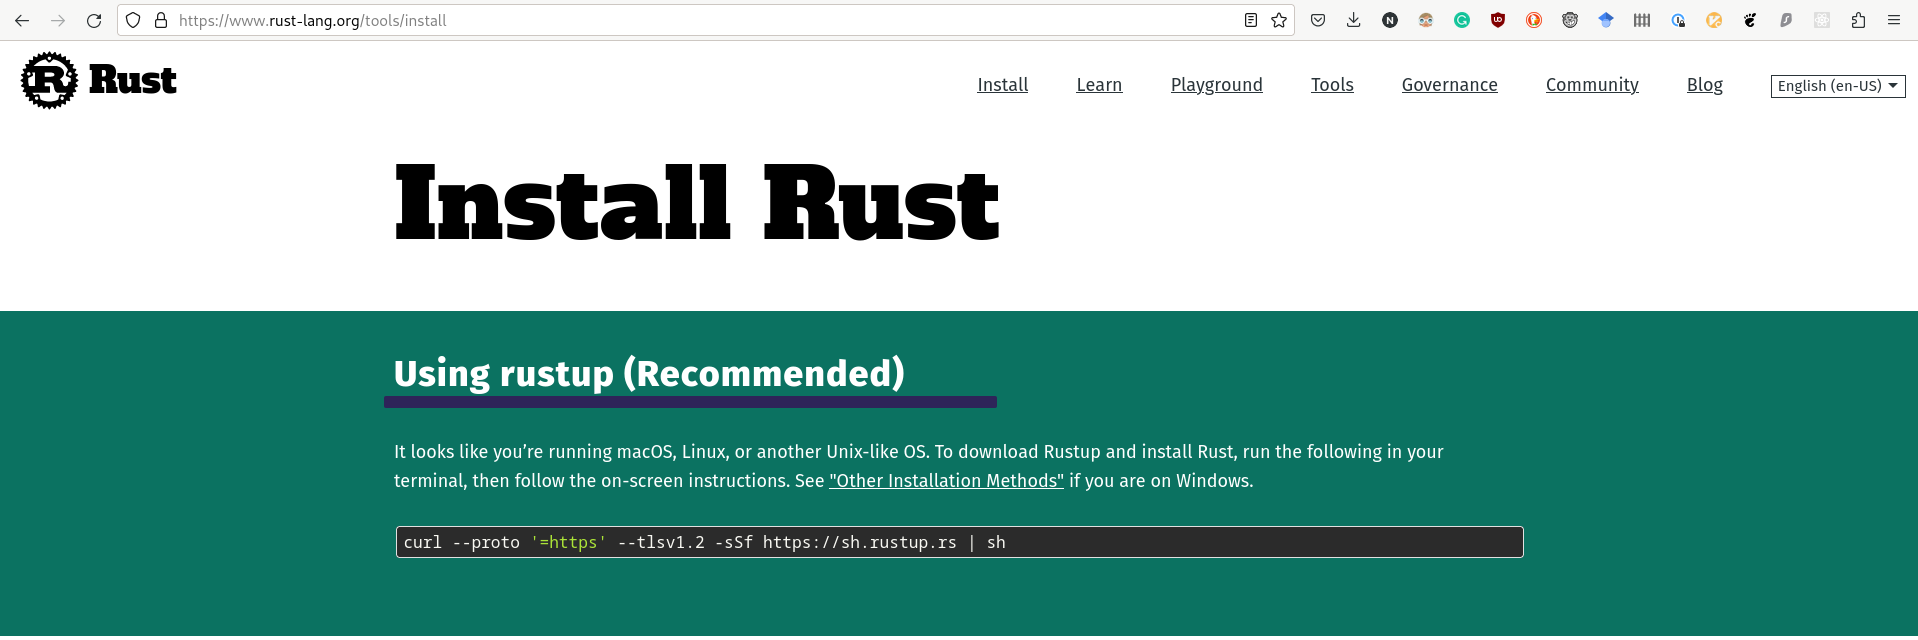 https://www.rust-lang.org/tools/install
Rust
Install Learn Playground Tools Governance Community Blog English (en-US)
Install Rust
Using rustup (Recommended)
It looks like you’re running macOS, Linux, or another Unix-like OS. To download Rustup and install Rust, run the following in your
terminal, then follow the on-screen instructions. See "Other Installation Methods" if you are on Windows.
curl --proto '=https' --tlsv1.2 -sSf https://sh.rustup.rs | sh